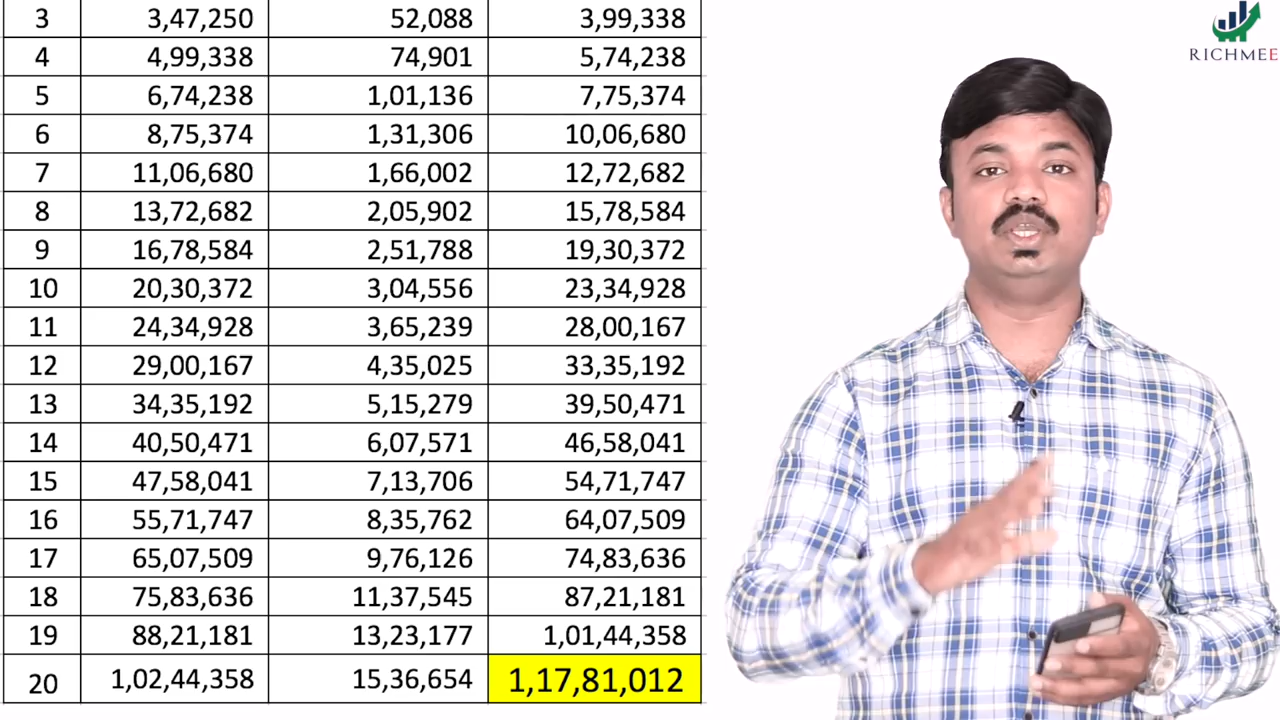 3 3,47,250 52,088 3,99,338
RICHMEE
4 4,99,338 74,901 5,74,238
5 6,74,238 1,01,136 7,75,374
6 8,75,374 1,31,306 10,06,680
7 11,06,680 1,66,002 12,72,682
8 13,72,682 2,05,902 15,78,584
9 16,78,584 2,51,788 19,30,372
10 20,30,372 3,04,556 23,34,928
11 24,34,928 3,65,239 28,00,167
12 29,00,167 4,35,025 33,35,192
13 34,35,192 5,15,279 39,50,471
14 40,50,471 6,07,571 46,58,041
15 47,58,041 7,13,706 54,71,747
16 55,71,747 8,35,762 64,07,509
17 65,07,509 9,76,126 74,83,636
18 75,83,636 11,37,545 87,21,181
19 88,21,181 13,23,177 1,01,44,358
20 1,02,44,358 15,36,654 1,17,81,012